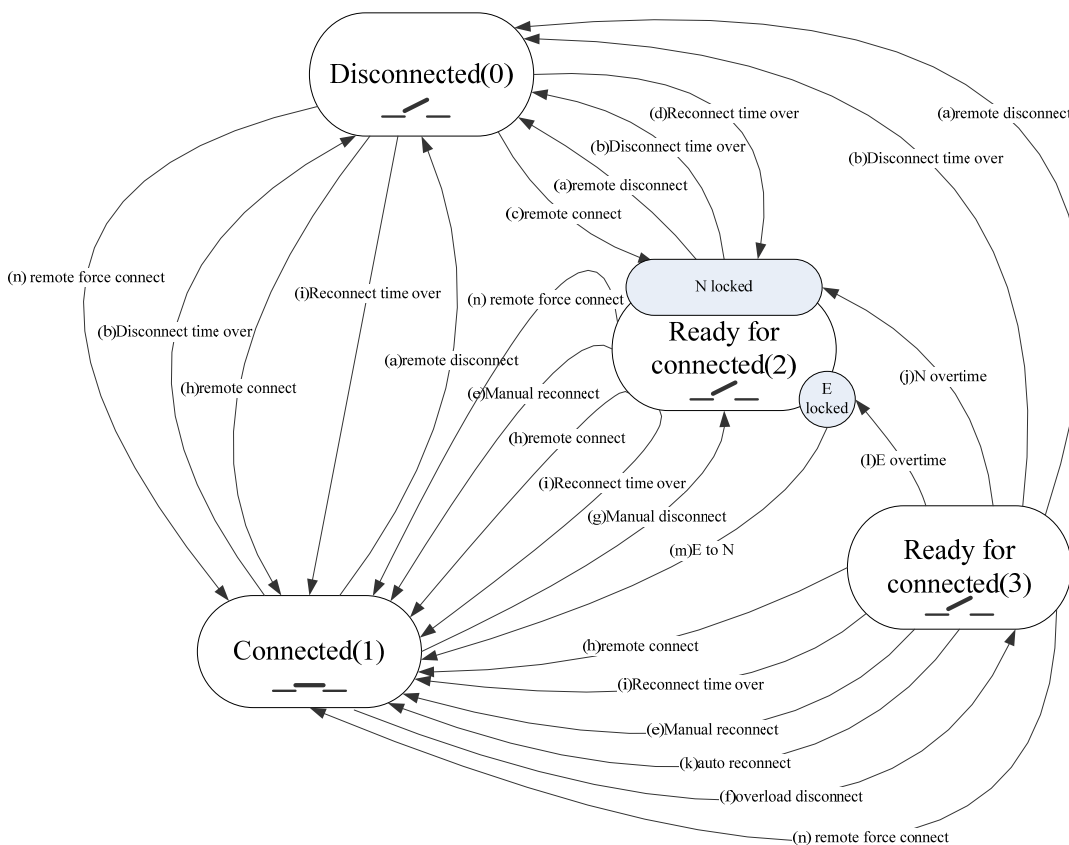 Disconnected(0)
(a)remote disconnect
(d)Reconnect time over
(b)Disconnect time over
(b)Disconnect time over
(a)remote disconnect
(c)remote connect
(n) remote force connect
N locked
(i)Reconnect time over
(n) remote force connect
(b)Disconnect time over
Ready for
connected(2)
(a)remote disconnect
(j)N overtime
(h)remote connect
(e)Manual reconnect
E
locked
(h)remote connect
(l)E overtime
(i)Reconnect time over
(g)Manual disconnect
(m)E to N
Ready for
connected(3)
Connected(1)
(h)remote connect
(i)Reconnect time over
(e)Manual reconnect
(k)auto reconnect
(f)overload disconnect
(n) remote force connect